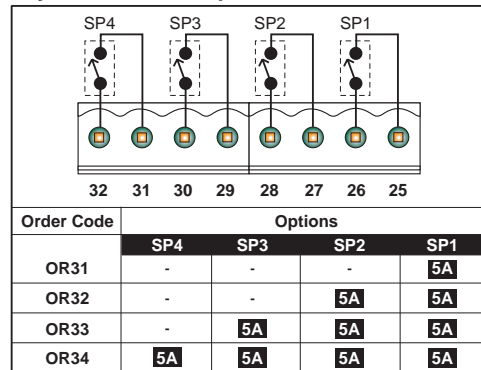 SP4 SP3 SP2 SP1
32 31 30 29 28 27 26 25
Order Code Options
SP4 SP3 SP2 SP1
OR31 - - - 5A
OR32 - - 5A 5A
OR33 - 5A 5A 5A
OR34 5A 5A 5A 5A